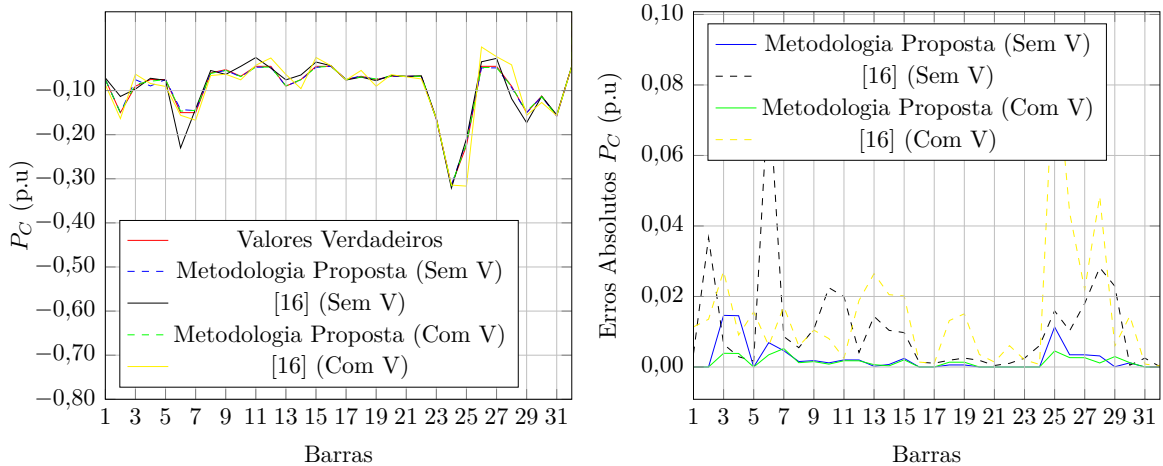 −0,10
−0,20
−0,30
−0,40
−0,50
−0,60
−0,70
−0,80
P_C (p.u)
1 3 5 7 9 11 13 15 17 19 21 23 25 27 29 31
Barras
Valores Verdadeiros
Metodologia Proposta (Sem V)
[16] (Sem V)
Metodologia Proposta (Com V)
[16] (Com V)
0,10
0,08
0,06
0,04
0,02
0,00
Erros Absolutos P_C (p.u)
1 3 5 7 9 11 13 15 17 19 21 23 25 27 29 31
Barras
Metodologia Proposta (Sem V)
[16] (Sem V)
Metodologia Proposta (Com V)
[16] (Com V)